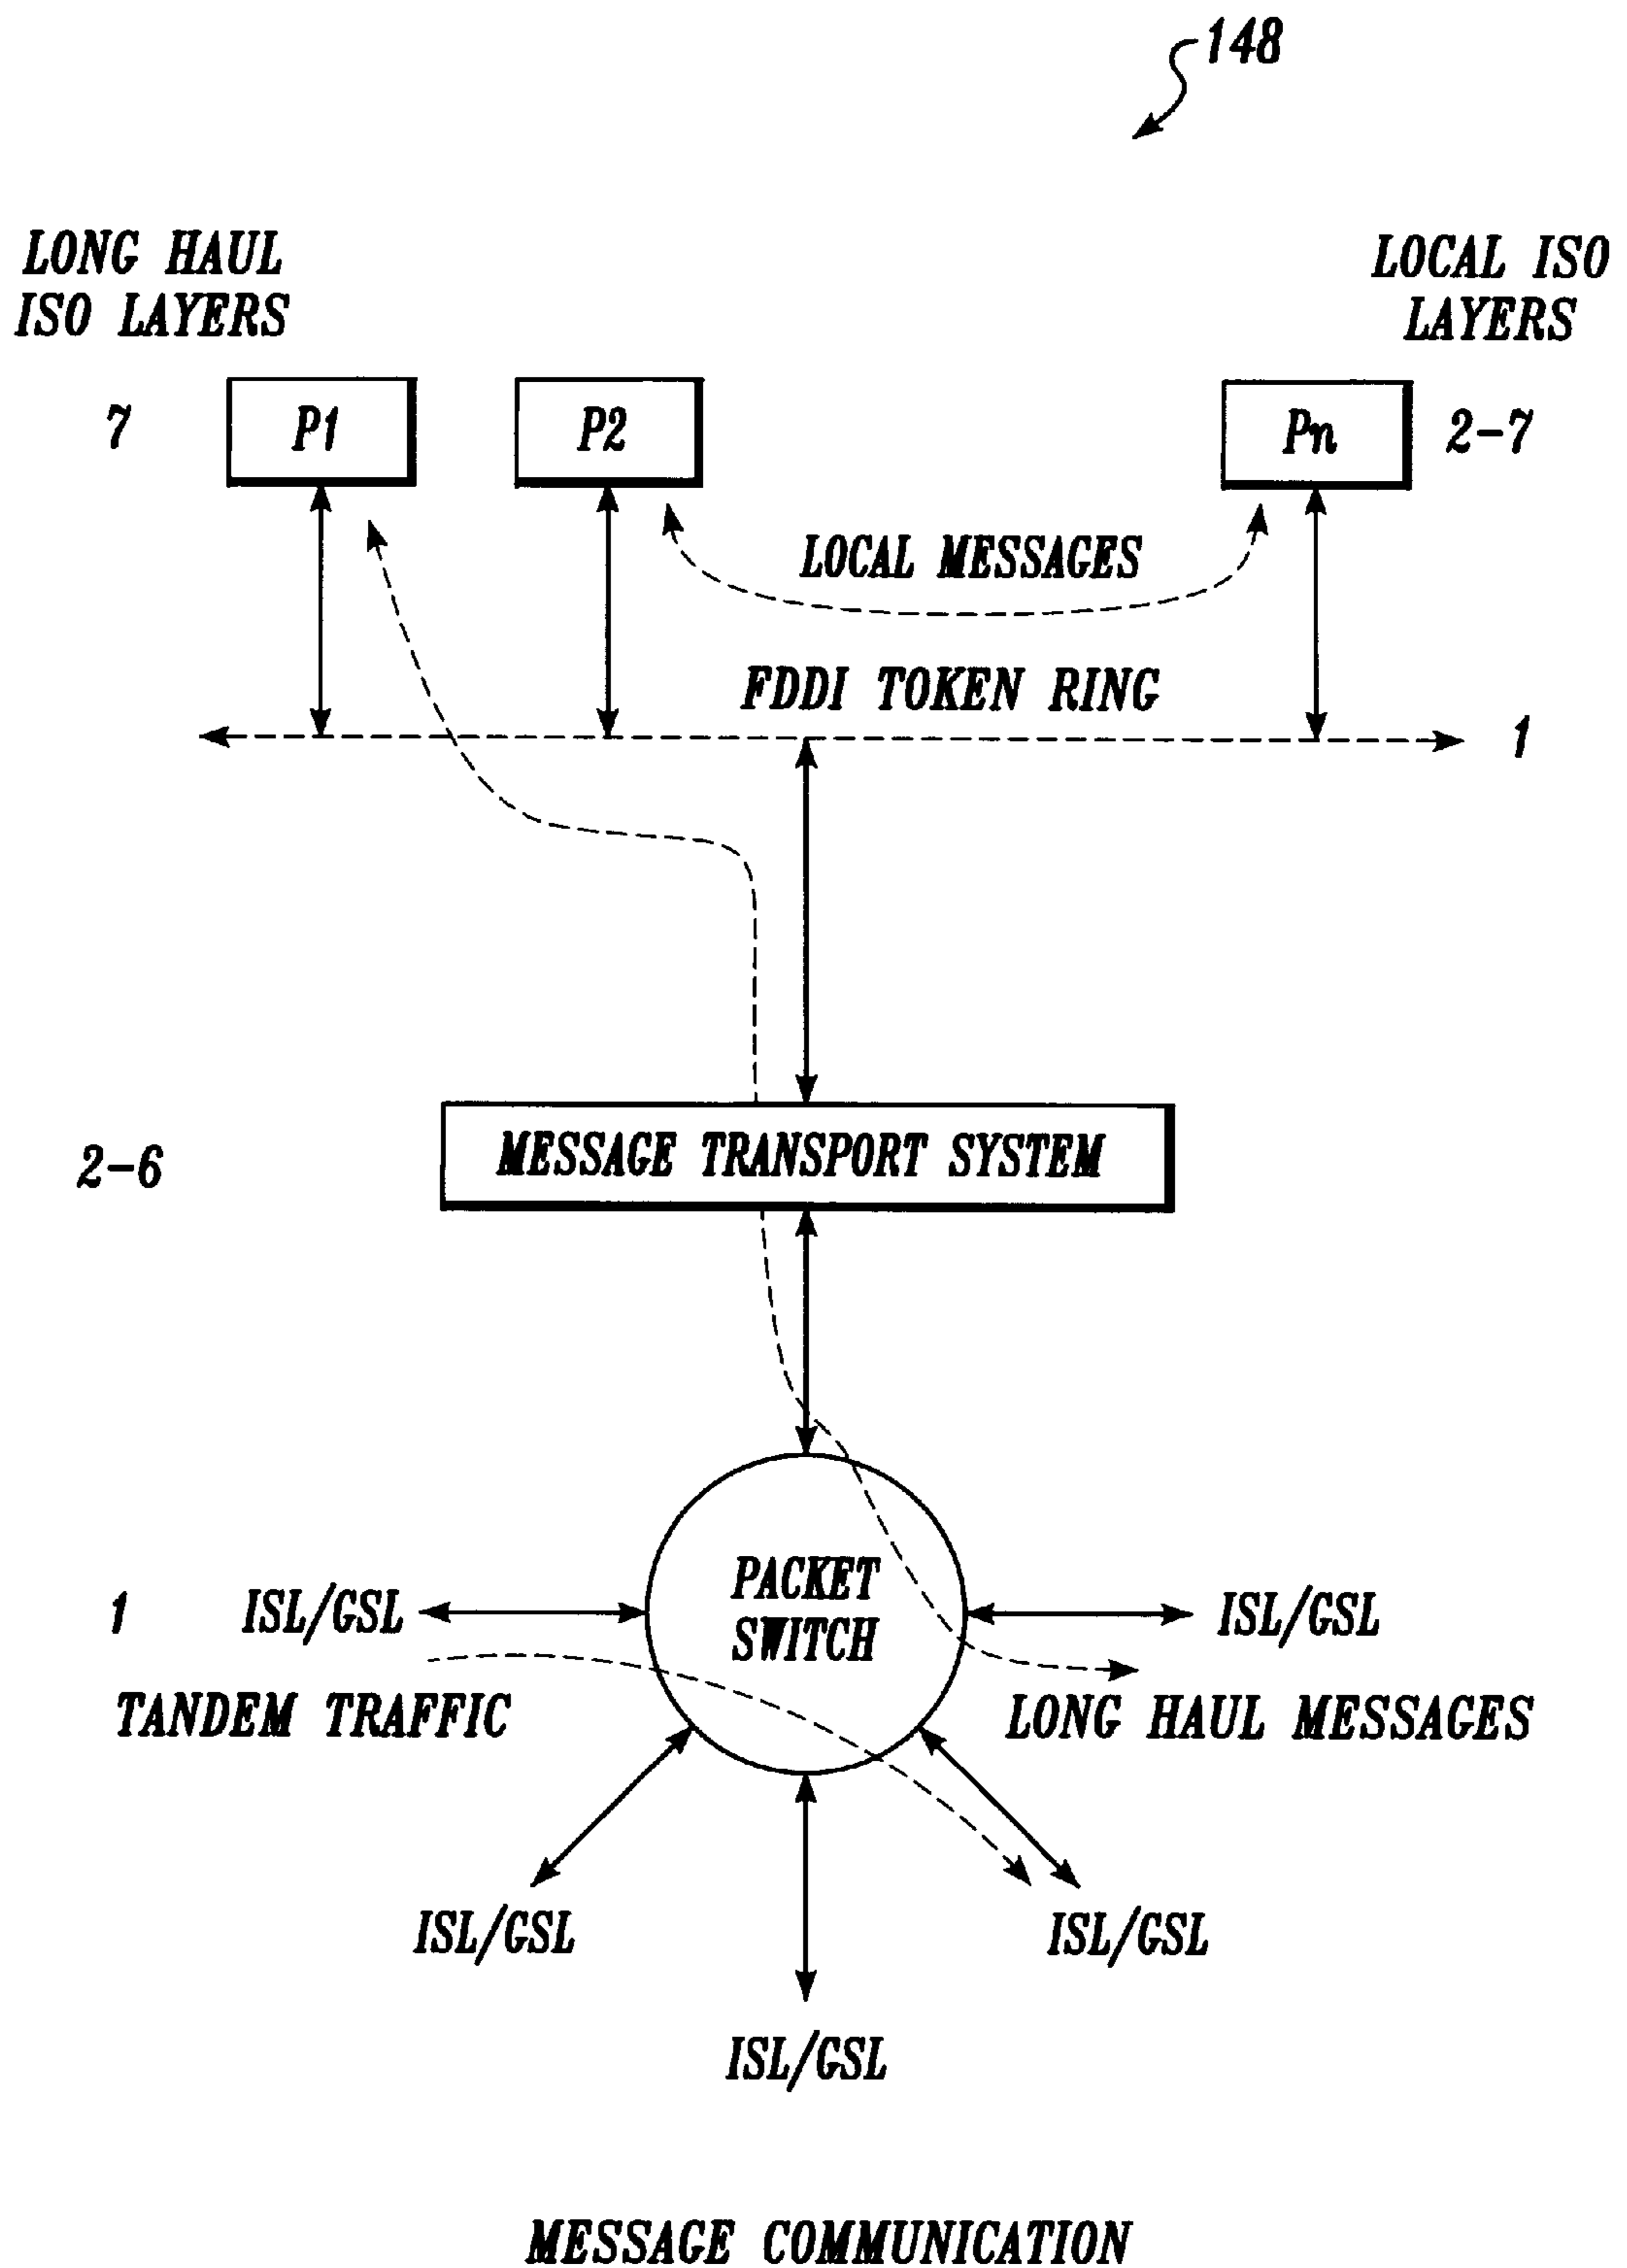 148
LONG HAUL
ISO LAYERS
LOCAL ISO
LAYERS
7
P1
P2
Pn
2-7
LOCAL MESSAGES
FDDI TOKEN RING
1
2-6
MESSAGE TRANSPORT SYSTEM
PACKET
SWITCH
1
ISL/GSL
ISL/GSL
TANDEM TRAFFIC
LONG HAUL MESSAGES
ISL/GSL
ISL/GSL
ISL/GSL
MESSAGE COMMUNICATION